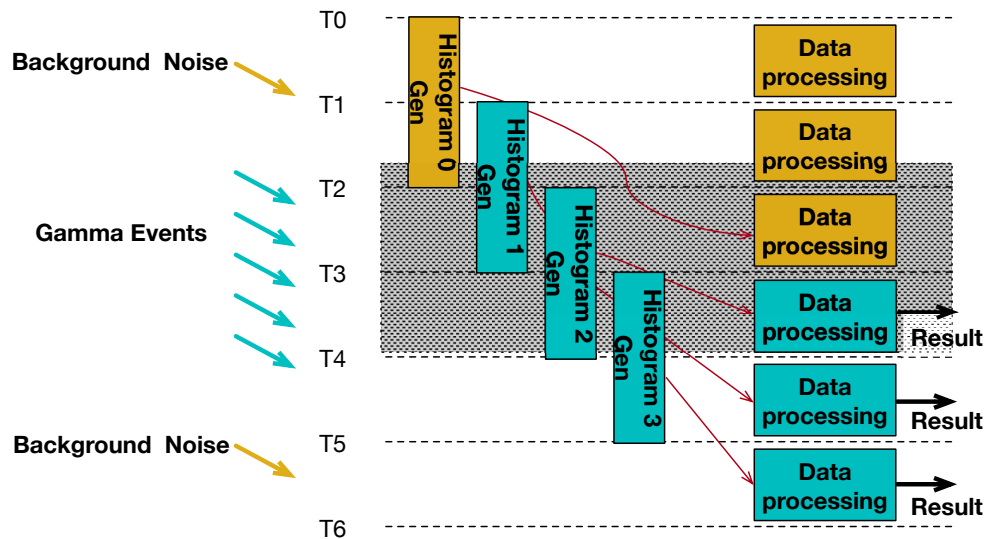 T0
Background Noise
T1
T2
Gamma Events
T3
T4
Background Noise
T5
T6
Histogram 0
Gen
Histogram 1
Gen
Histogram 2
Gen
Histogram 3
Gen
Data
processing
Data
processing
Data
processing
Data
processing
Result
Data
processing
Result
Data
processing
Result